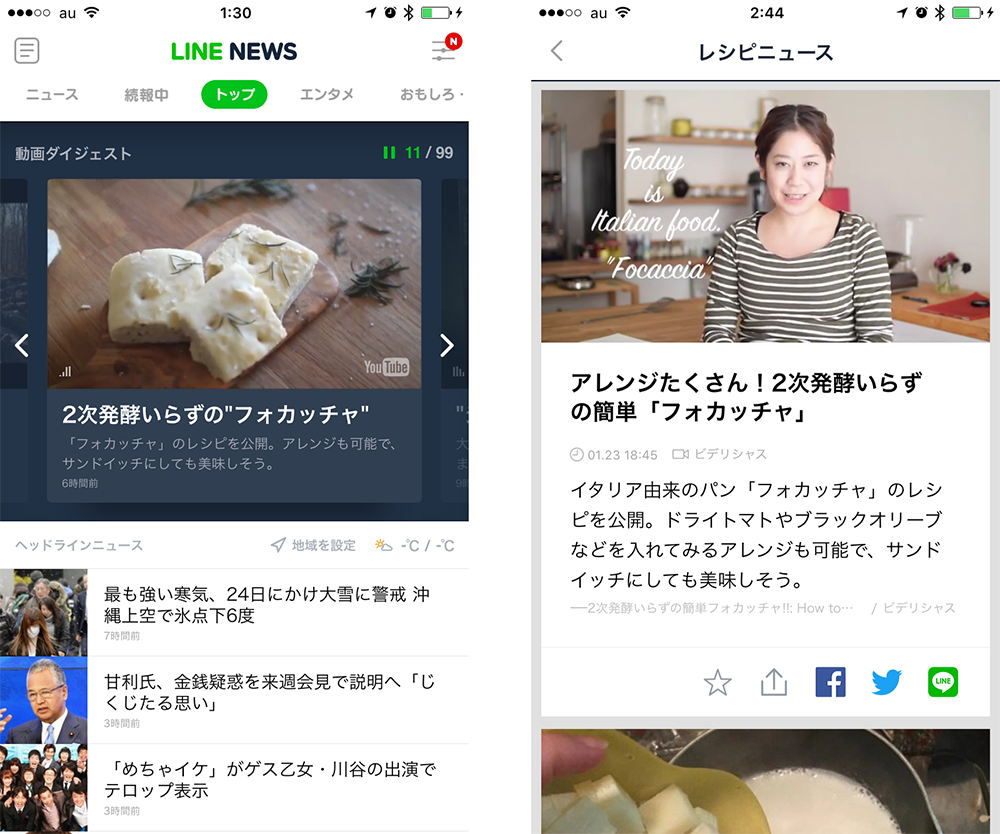 au
1:30
LINE NEWS
N
ニュース
続報中
トップ
エンタメ
おもしろ・
動画ダイジェスト
11 / 99
YouTube
2次発酵いらずの"フォカッチャ"
「フォカッチャ」のレシピを公開。アレンジも可能で、
サンドイッチにしても美味しそう。
6時間前
ヘッドラインニュース
地域を設定
-℃ / -℃
最も強い寒気、24日にかけ大雪に警戒 沖
縄上空で氷点下6度
7時間前
甘利氏、金銭疑惑を来週会見で説明へ「じ
くじたる思い」
3時間前
「めちゃイケ」がゲス乙女・川谷の出演で
テロップ表示
3時間前
au
2:44
レシピニュース
Today
is
Italian food.
"Focaccia"
アレンジたくさん！2次発酵いらず
の簡単「フォカッチャ」
01.23 18:45
ビデリシャス
イタリア由来のパン「フォカッチャ」のレシ
ピを公開。ドライトマトやブラックオリーブ
などを入れてみるアレンジも可能で、サンド
イッチにしても美味しそう。
―2次発酵いらずの簡単フォカッチャ!!: How to…
/ ビデリシャス
LINE